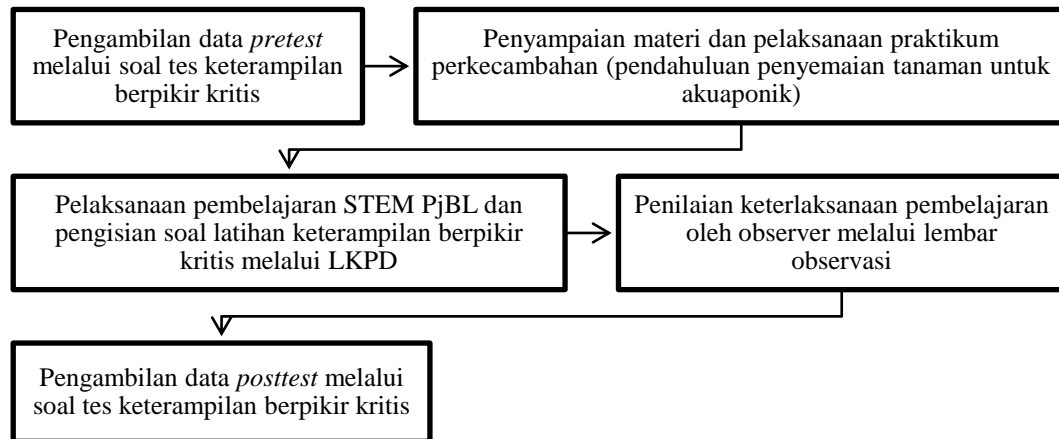 Pengambilan data pretest
melalui soal tes keterampilan
berpikir kritis
Penyampaian materi dan pelaksanaan praktikum
perkecambahan (pendahuluan penyemaian tanaman untuk
akuaponik)
Pelaksanaan pembelajaran STEM PjBL dan
pengisian soal latihan keterampilan berpikir
kritis melalui LKPD
Penilaian keterlaksanaan pembelajaran
oleh observer melalui lembar
observasi
Pengambilan data posttest melalui
soal tes keterampilan berpikir kritis